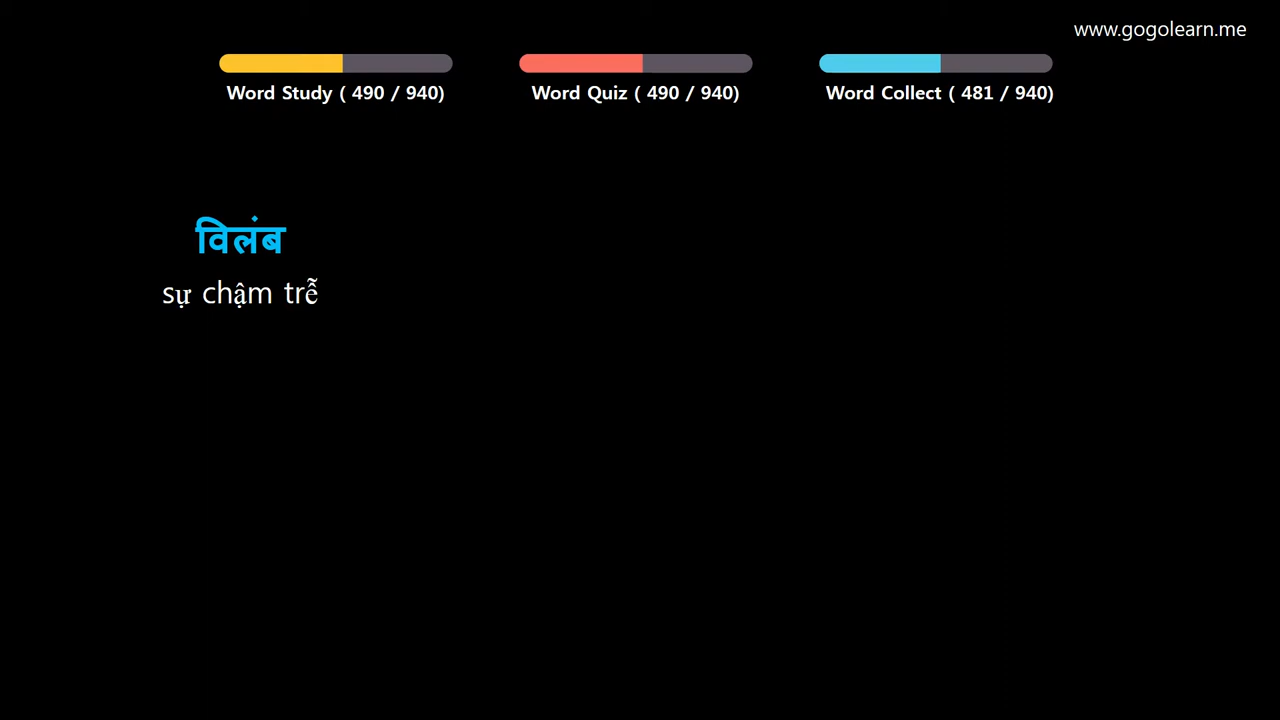 www.gogolearn.me
Word Study ( 490 / 940)
Word Quiz ( 490 / 940)
Word Collect ( 481 / 940)
विलंब
sự chậm trễ